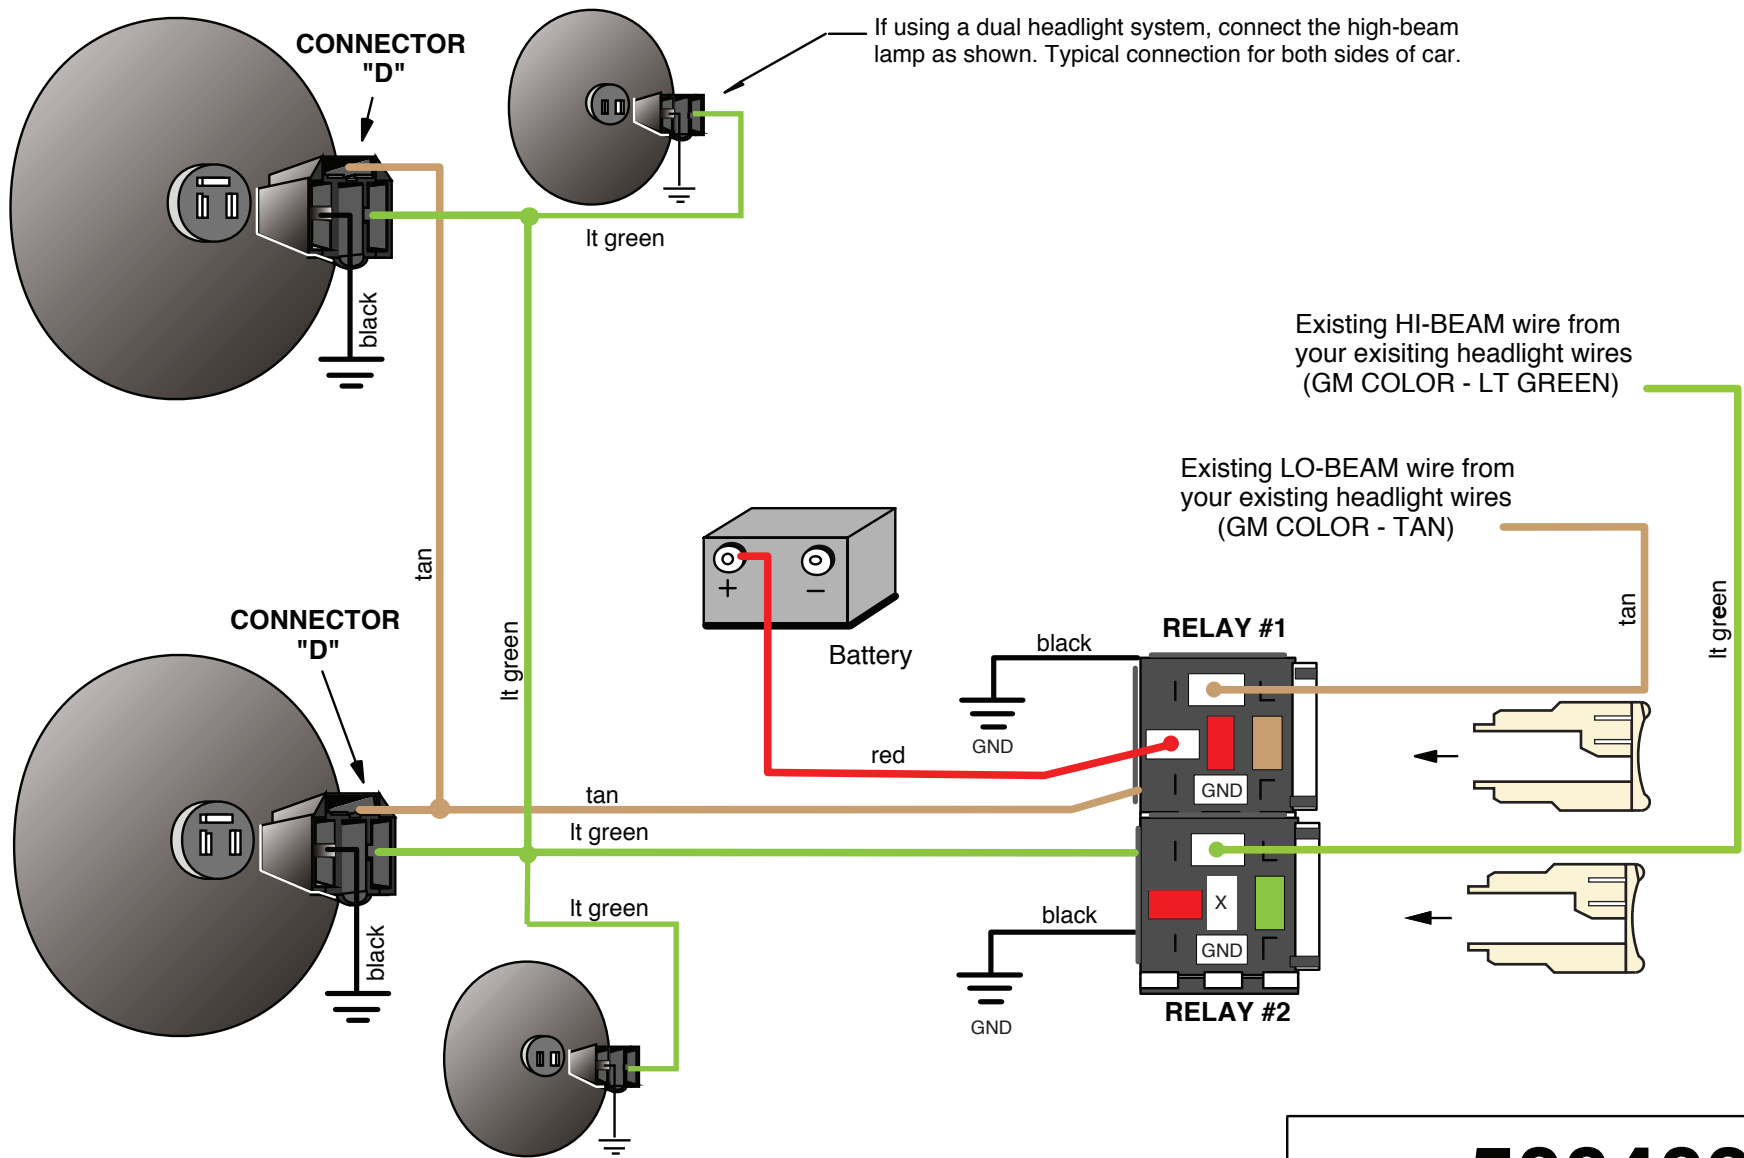 CONNECTOR
"D"
If using a dual headlight system, connect the high-beam
lamp as shown. Typical connection for both sides of car.
lt green
black
Existing HI-BEAM wire from
your exisiting headlight wires
(GM COLOR - LT GREEN)
Existing LO-BEAM wire from
your existing headlight wires
(GM COLOR - TAN)
tan
lt green
tan
lt green
+
−
Battery
CONNECTOR
"D"
black
GND
red
RELAY #1
GND
tan
lt green
lt green
black
black
GND
X
GND
RELAY #2